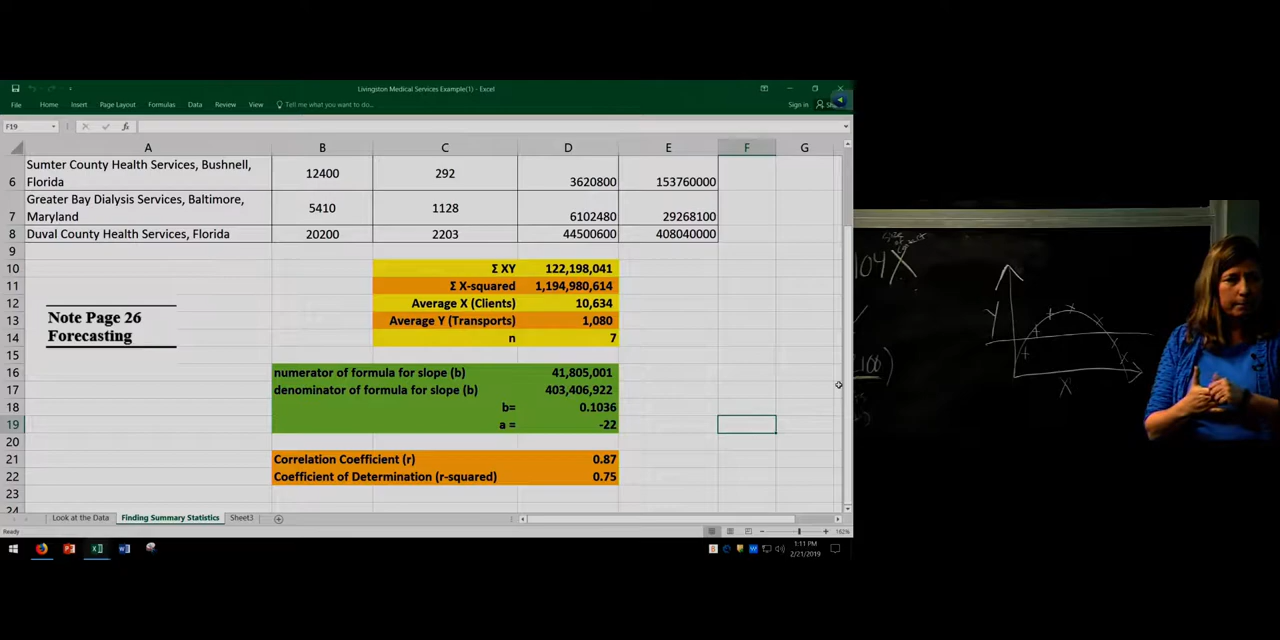 Livingston Medical Services Example(1) - Excel
File Home Insert Page Layout Formulas Data Review View Tell me what you want to do... Sign in
F19 fx
A B C D E F G
6 Sumter County Health Services, Bushnell, Florida 12400 292 3620800 153760000
7 Greater Bay Dialysis Services, Baltimore, Maryland 5410 1128 6102480 29268100
8 Duval County Health Services, Florida 20200 2203 44500600 408040000
9
10 Σ XY 122,198,041
11 Σ X-squared 1,194,980,614
12 Average X (Clients) 10,634
13 Average Y (Transports) 1,080
14 n 7
Note Page 26
Forecasting
15
16 numerator of formula for slope (b) 41,805,001
17 denominator of formula for slope (b) 403,406,922
18 b= 0.1036
19 a = -22
20
21 Correlation Coefficient (r) 0.87
22 Coefficient of Determination (r-squared) 0.75
23
24
Look at the Data Finding Summary Statistics Sheet3
Ready 162%
1:11 PM
2/21/2019
104X
Y
X
100)